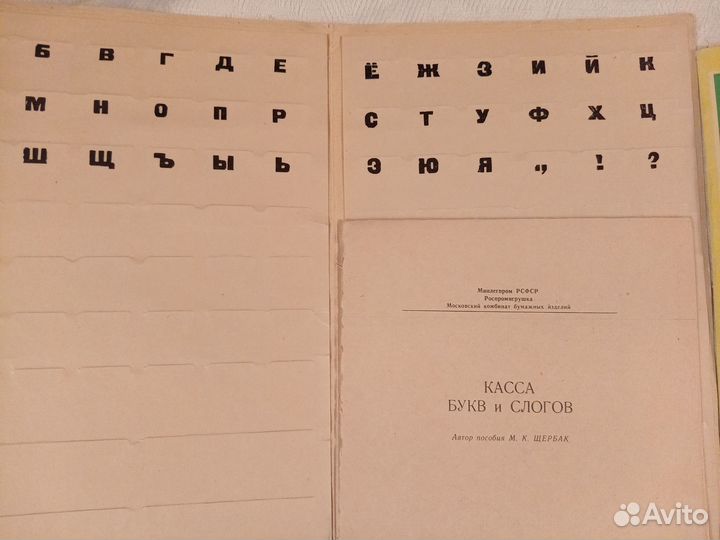 Б В Г Д Е Ё Ж З И Й К
М Н О П Р С Т У Ф Х Ц
Ш Щ Ъ Ы Ь Э Ю Я ., ! ?
Минлегпром РСФСР
Роспромигрушка
Московский комбинат бумажных изделий
КАССА
БУКВ и СЛОГОВ
Автор пособия М. К. ЩЕРБАК
Avito